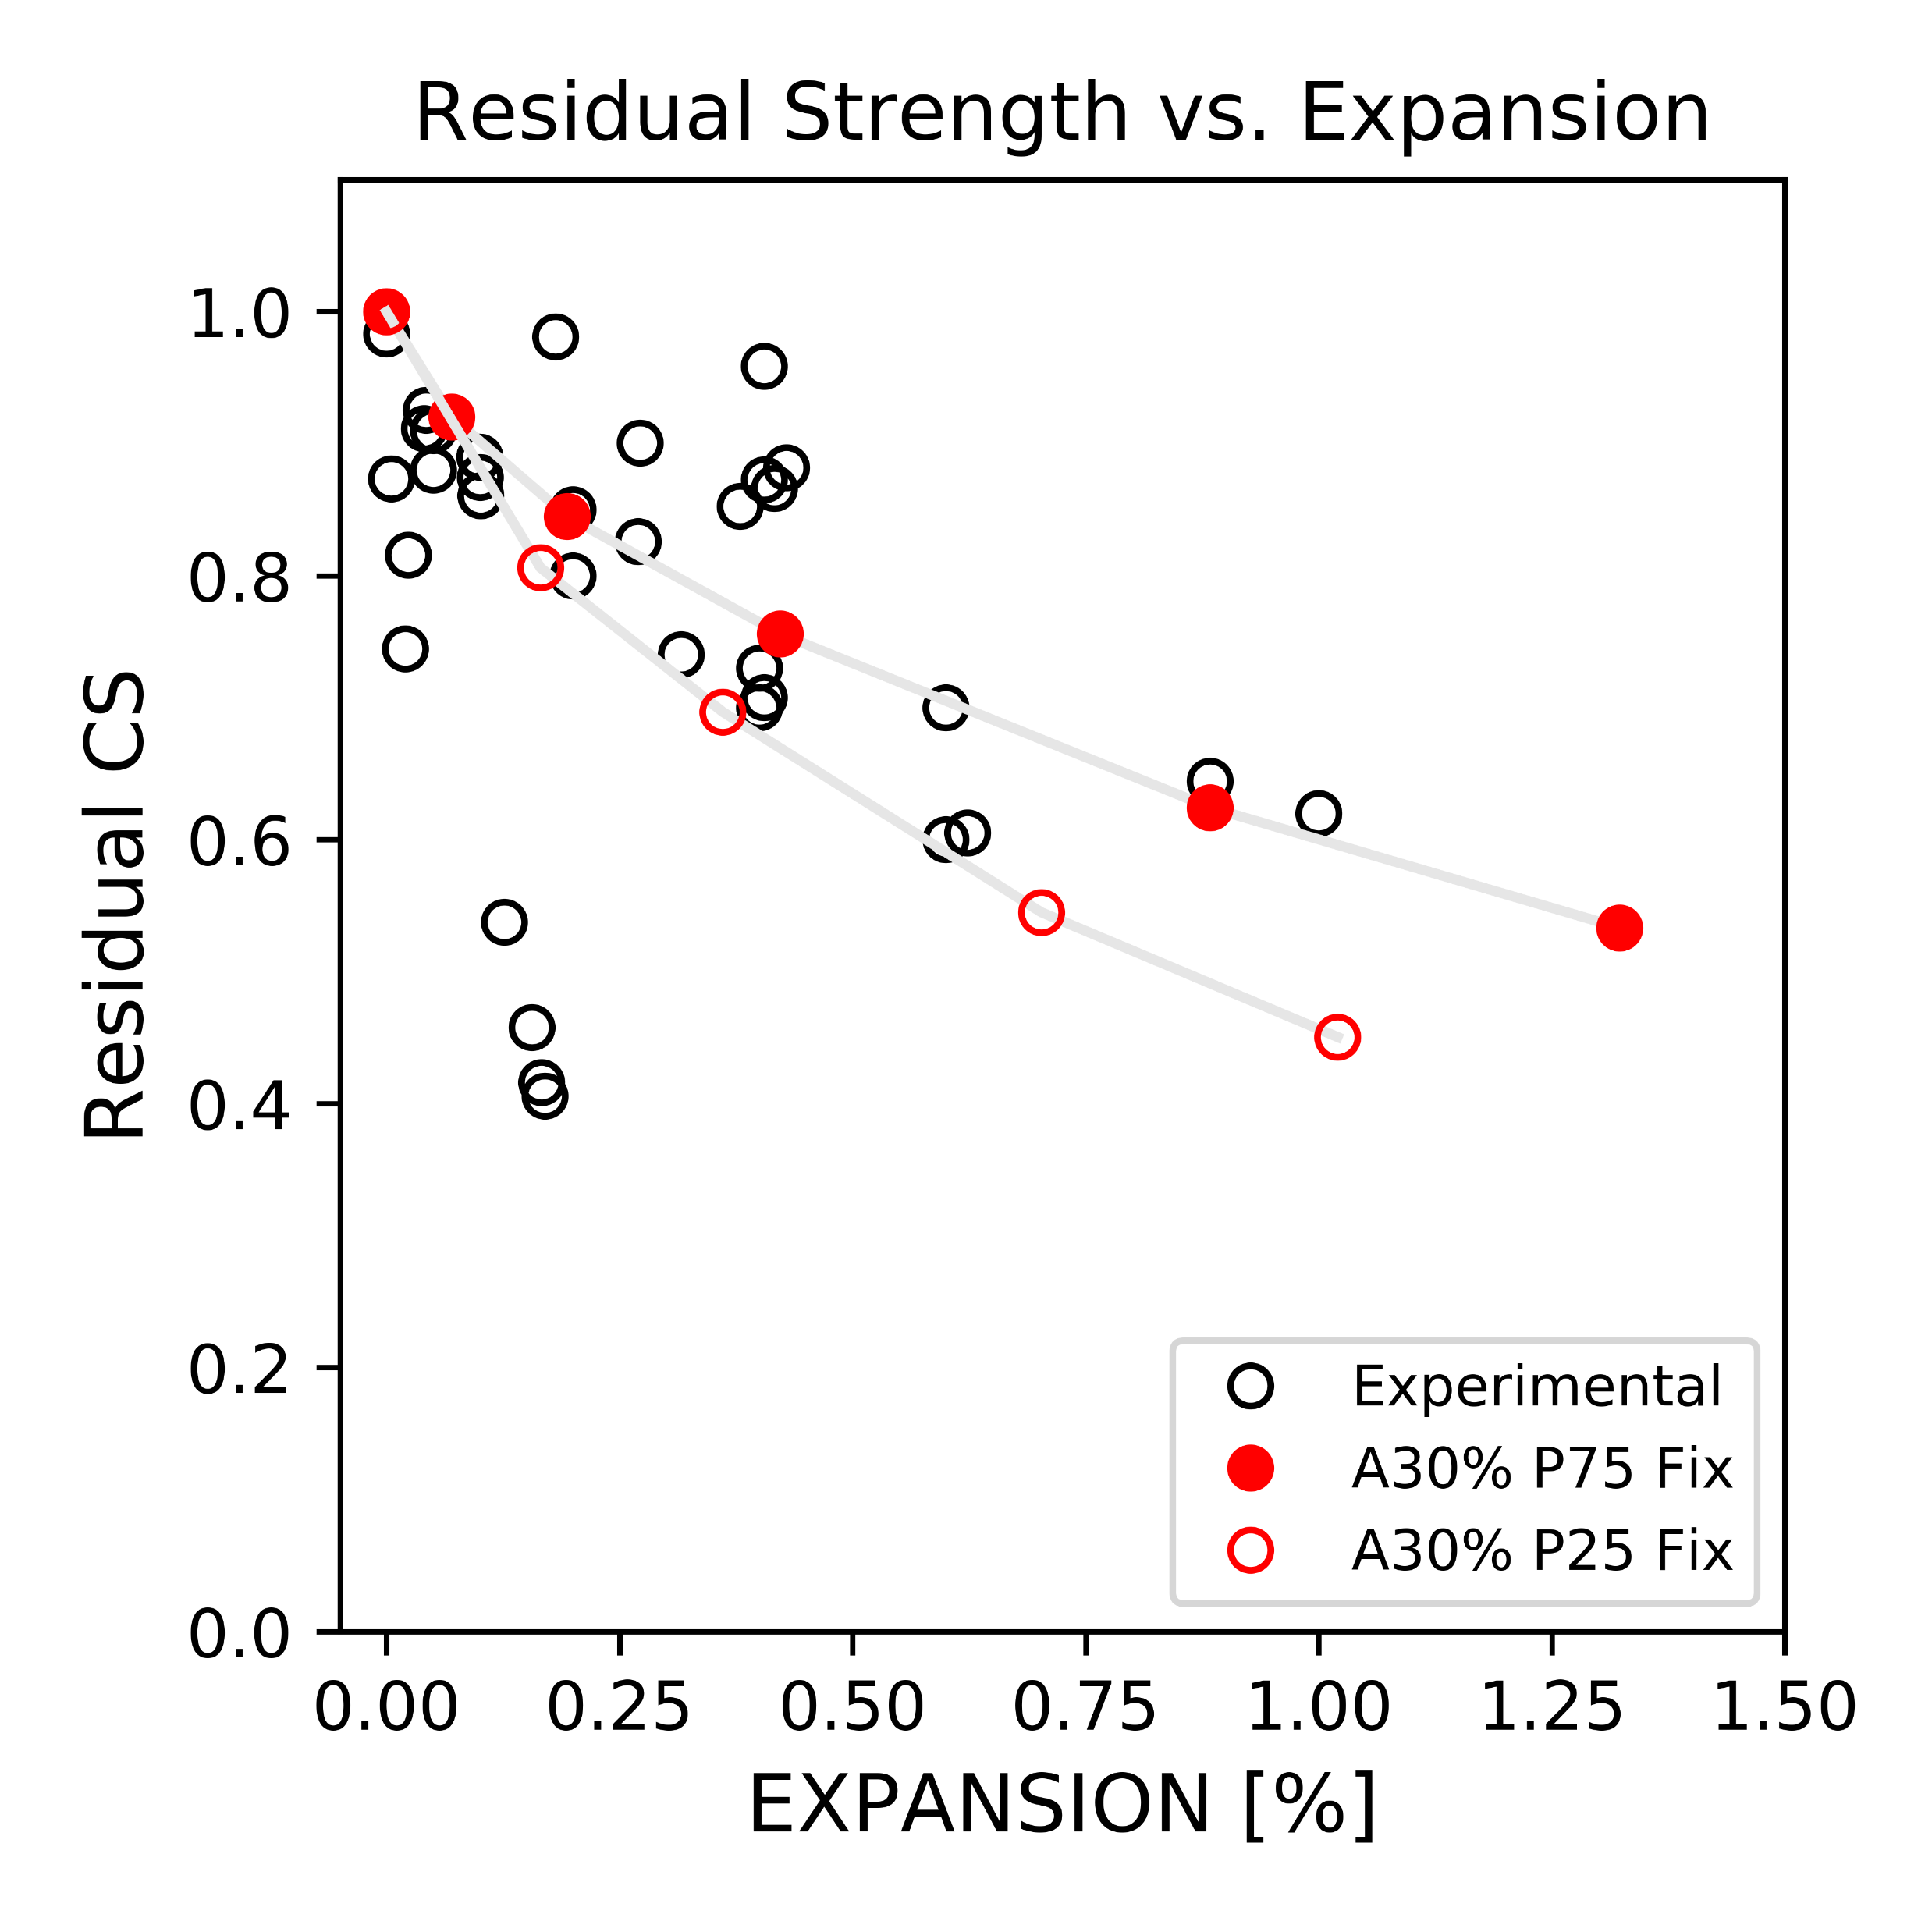 Residual Strength vs. Expansion
1.0
0.8
0.6
0.4
0.2
0.0
Residual CS
0.00 0.25 0.50 0.75 1.00 1.25 1.50
EXPANSION [%]
Experimental
A30% P75 Fix
A30% P25 Fix